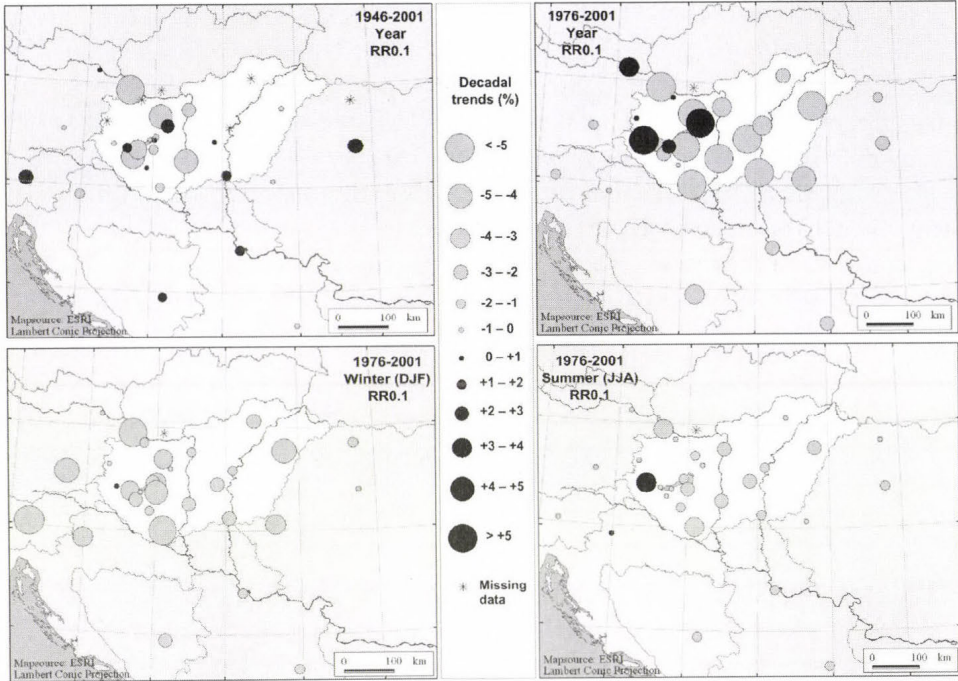 1946-2001
Year
RR0.1
Mapsource: ESRI
Lambert Conic Projection
0 100 km
Decadal
trends (%)
< -5
-5 – -4
-4 – -3
-3 – -2
-2 – -1
-1 – 0
0 – +1
+1 – +2
+2 – +3
+3 – +4
+4 – +5
> +5
Missing
data
1976-2001
Year
RR0.1
Mapsource: ESRI
Lambert Conic Projection
0 100 km
1976-2001
Winter (DJF)
RR0.1
Mapsource: ESRI
Lambert Conic Projection
0 100 km
1976-2001
Summer (JJA)
RR0.1
Mapsource: ESRI
Lambert Conic Projection
0 100 km